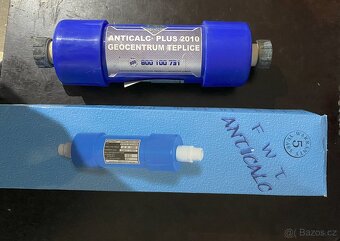 ANTICALC PLUS 2010
GEOCENTRUM TEPLICE
800 100 731
FWT
ANTICALC
5
Bazos.cz